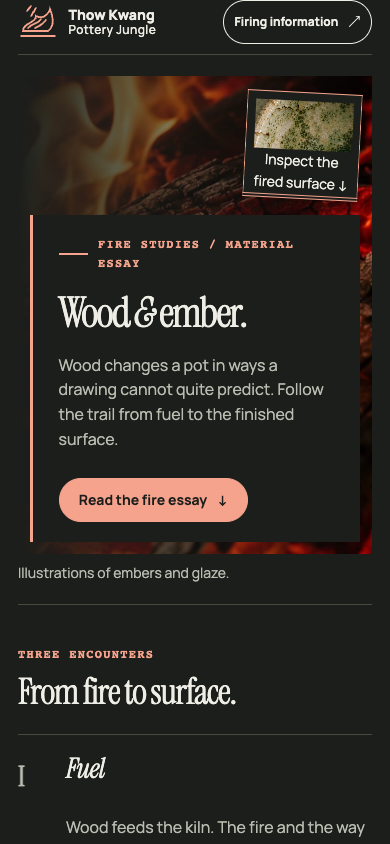 Thow Kwang
Pottery Jungle
Firing information ↗
Inspect the
fired surface ↓
FIRE STUDIES / MATERIAL
ESSAY
Wood & ember.
Wood changes a pot in ways a
drawing cannot quite predict. Follow
the trail from fuel to the finished
surface.
Read the fire essay ↓
Illustrations of embers and glaze.
THREE ENCOUNTERS
From fire to surface.
I
Fuel
Wood feeds the kiln. The fire and the way